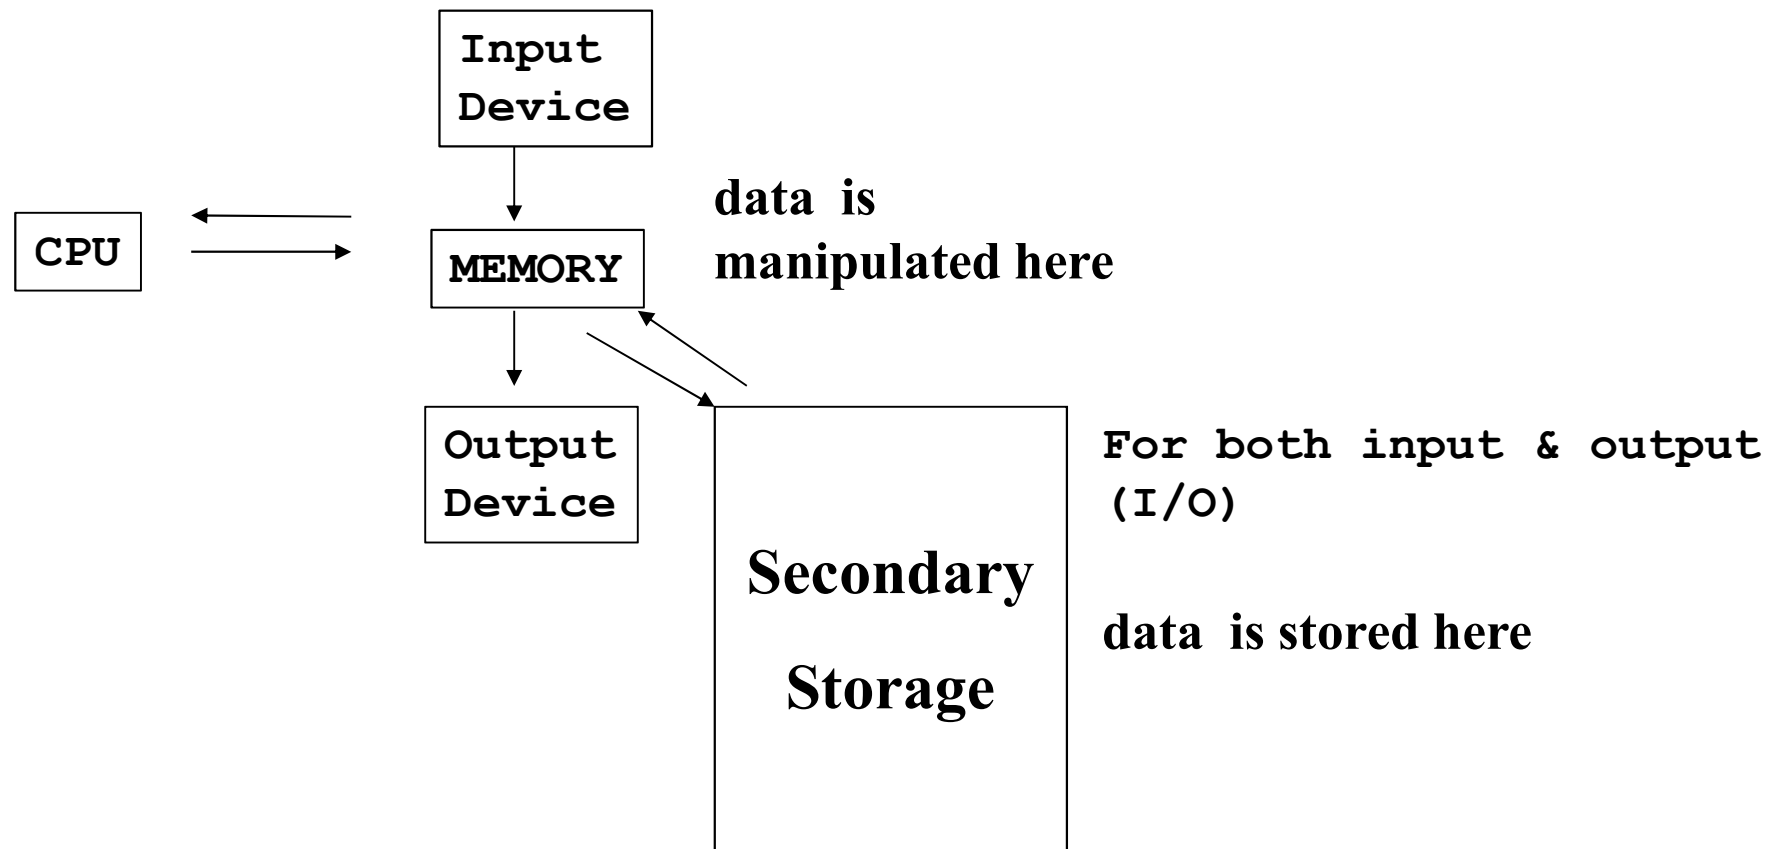 Input
Device
data is
manipulated here
CPU
MEMORY
Output
Device
For both input & output
(I/O)
Secondary
Storage
data is stored here